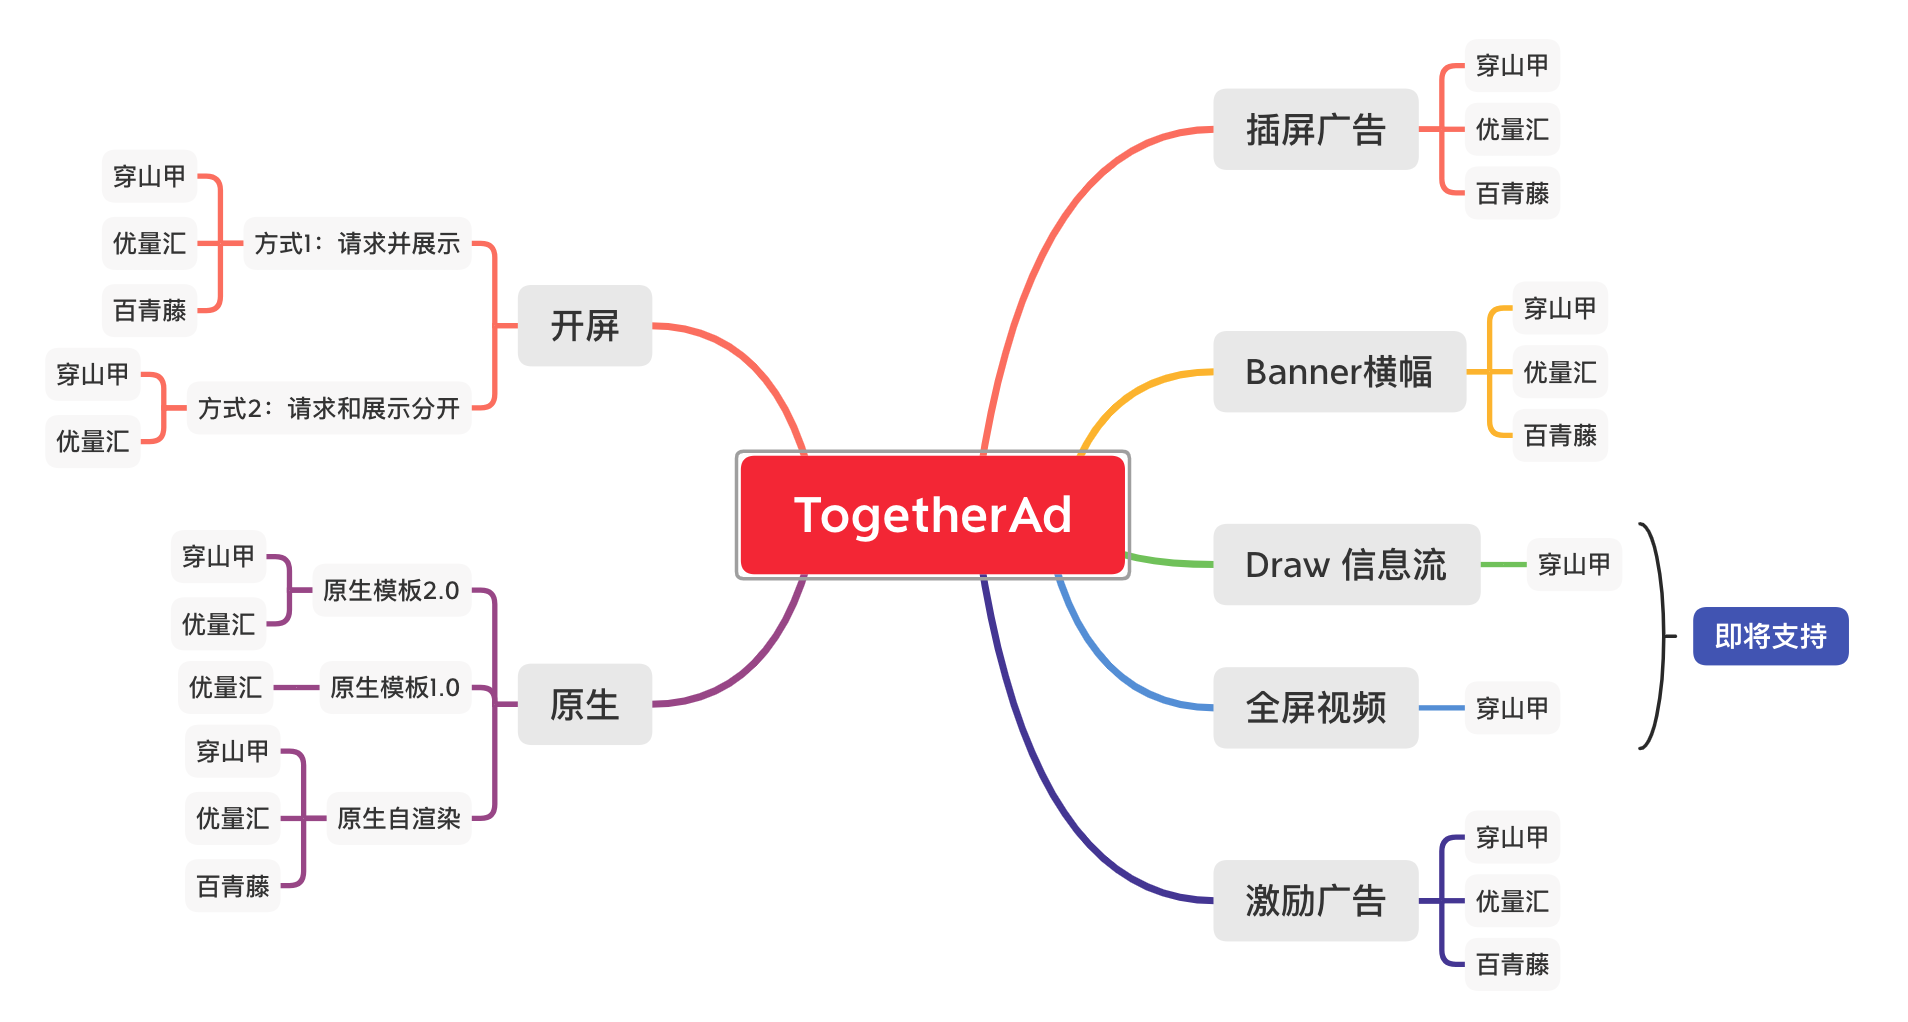 TogetherAd
插屏广告
穿山甲
优量汇
百青藤
Banner横幅
穿山甲
优量汇
百青藤
Draw 信息流
穿山甲
全屏视频
穿山甲
即将支持
激励广告
穿山甲
优量汇
百青藤
开屏
方式1：请求并展示
穿山甲
优量汇
百青藤
方式2：请求和展示分开
穿山甲
优量汇
原生
原生模板2.0
穿山甲
优量汇
原生模板1.0
优量汇
原生自渲染
穿山甲
优量汇
百青藤